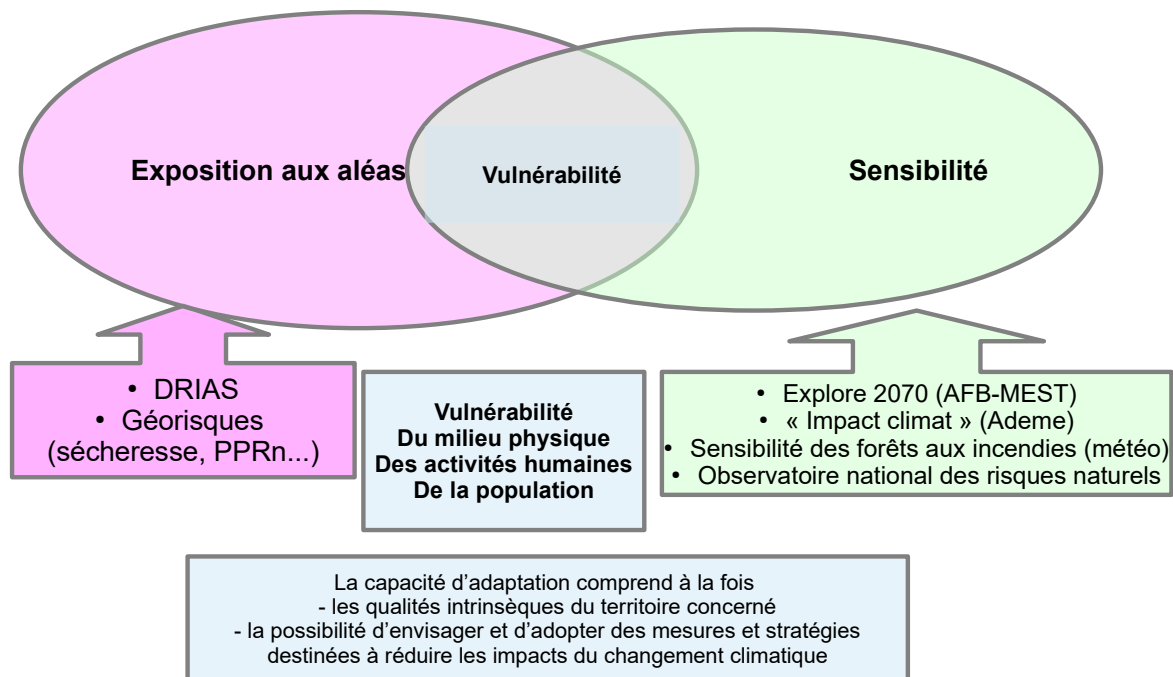 Exposition aux aléas
Vulnérabilité
Sensibilité
• DRIAS
• Géorisques
(sécheresse, PPRn...)
Vulnérabilité
Du milieu physique
Des activités humaines
De la population
• Explore 2070 (AFB-MEST)
• « Impact climat » (Ademe)
• Sensibilité des forêts aux incendies (météo)
• Observatoire national des risques naturels
La capacité d’adaptation comprend à la fois
- les qualités intrinsèques du territoire concerné
- la possibilité d’envisager et d’adopter des mesures et stratégies
destinées à réduire les impacts du changement climatique